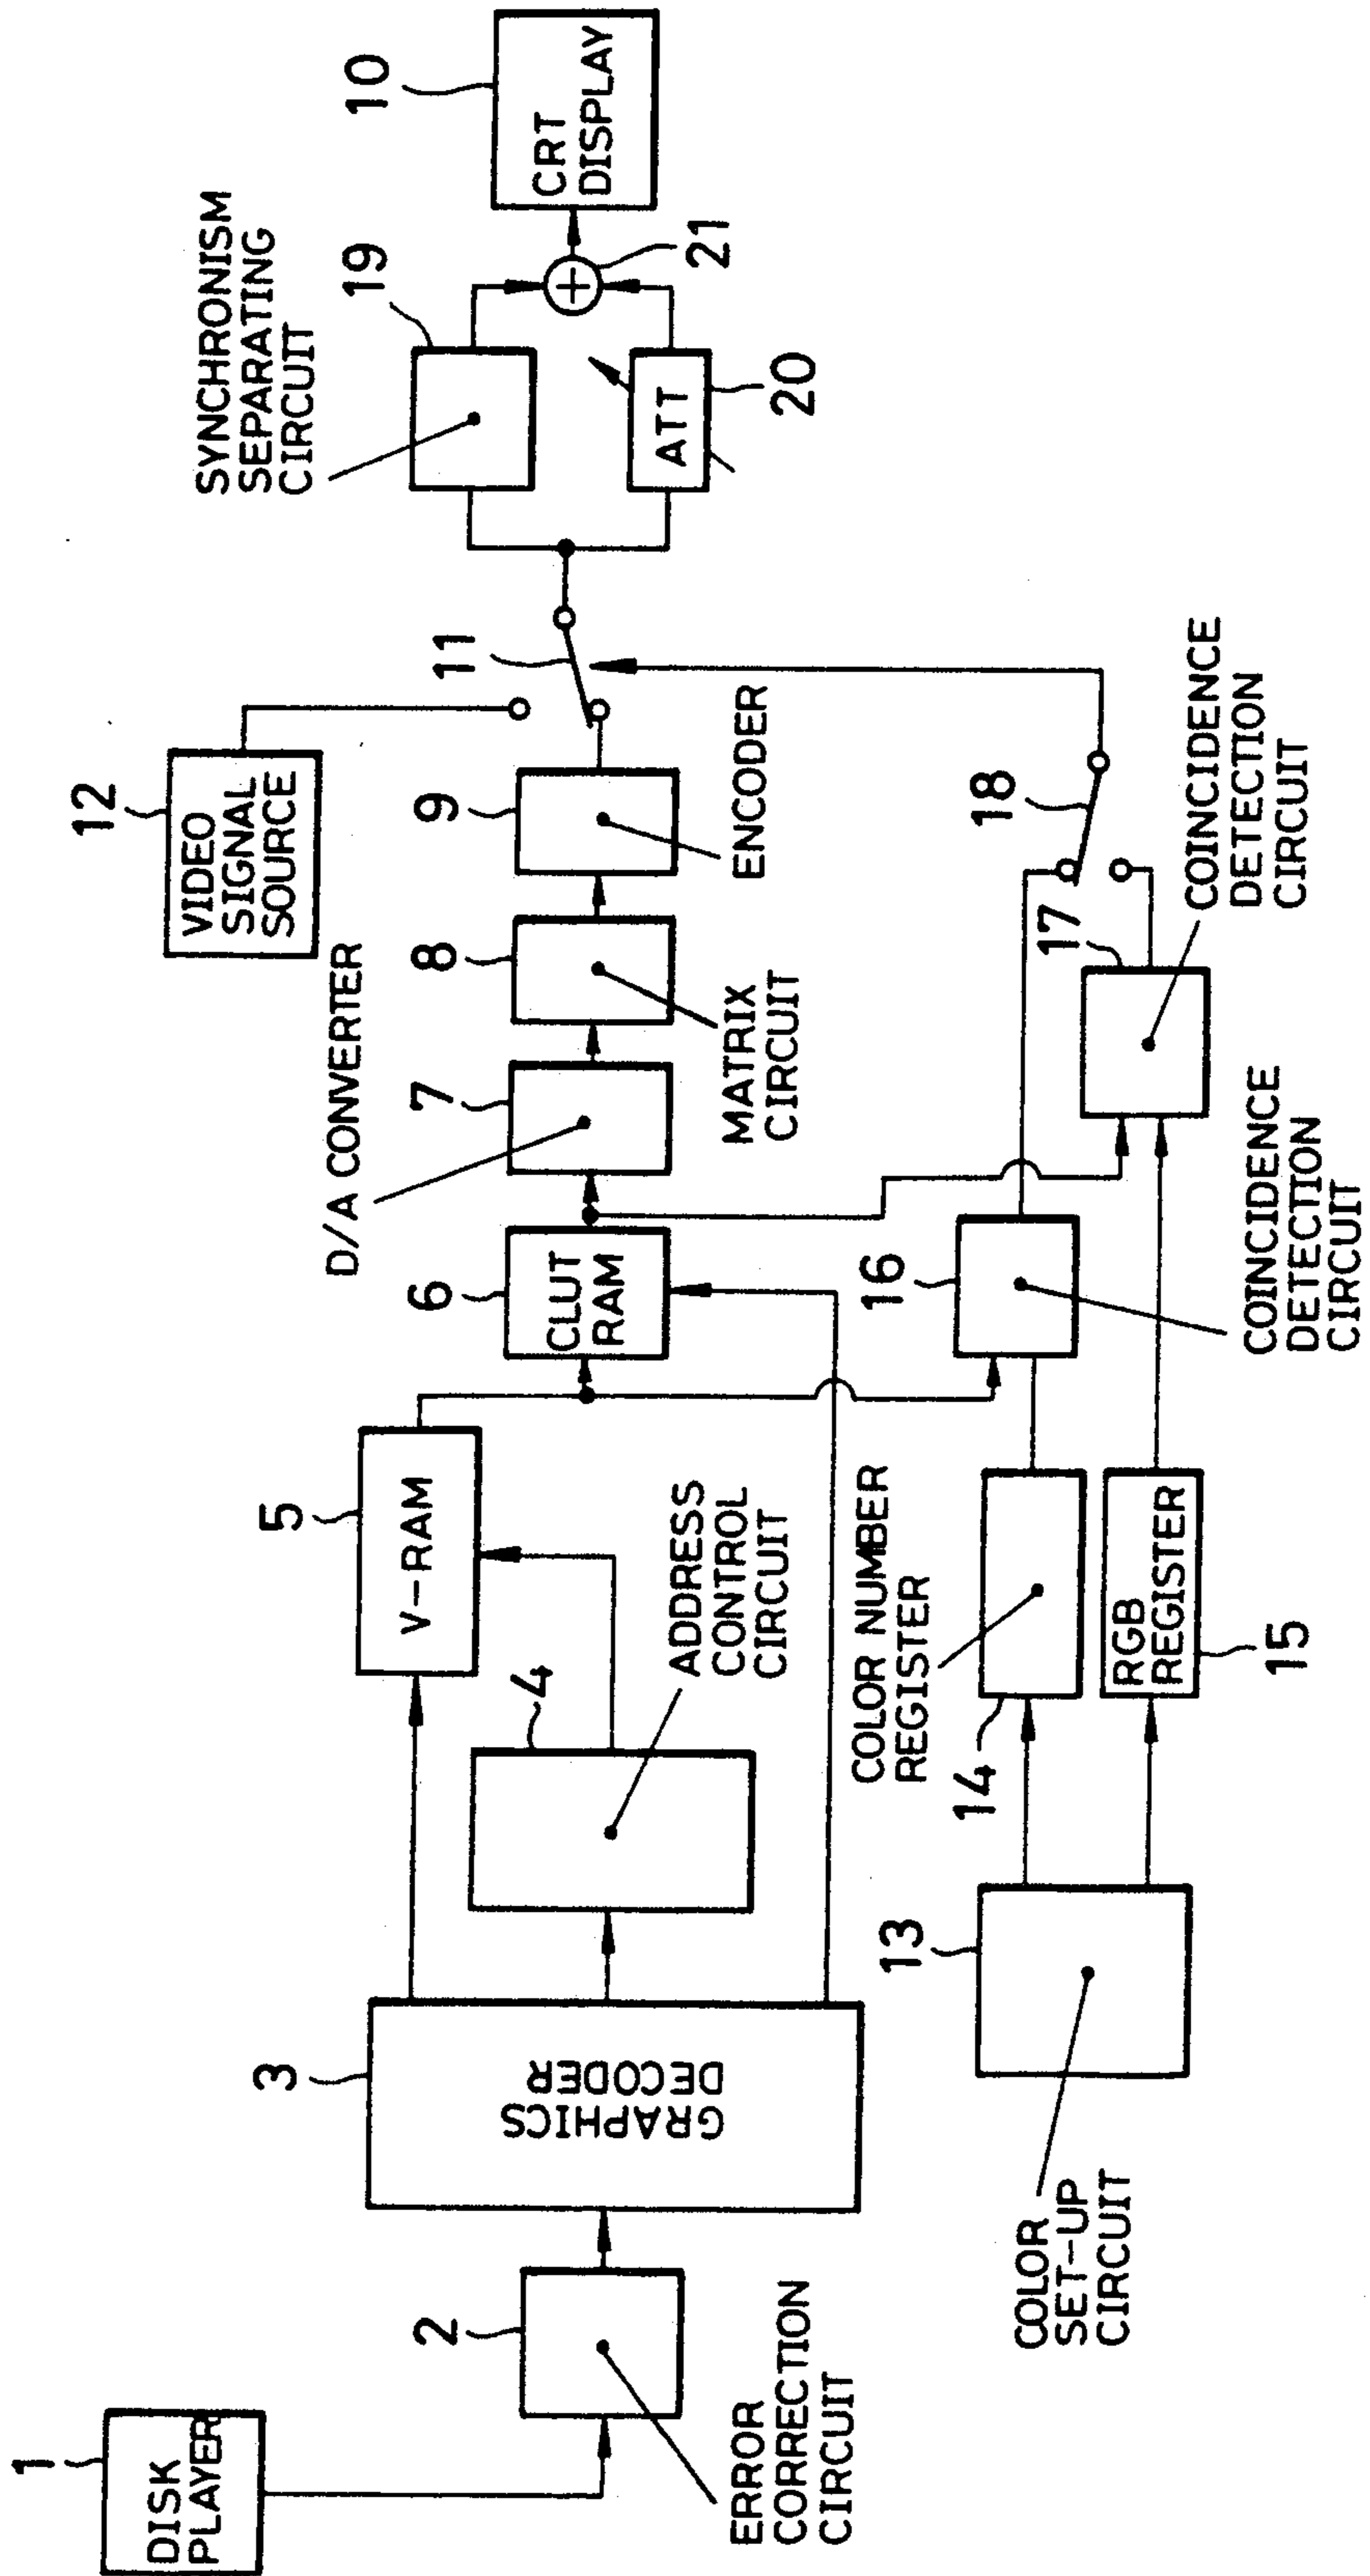 1
DISK
PLAYER
2
ERROR
CORRECTION
CIRCUIT
3
GRAPHICS
DECODER
4
ADDRESS
CONTROL
CIRCUIT
5
V-RAM
6
CLUT
RAM
D/A CONVERTER
7
8
MATRIX
CIRCUIT
9
ENCODER
12
VIDEO
SIGNAL
SOURCE
11
SYNCHRONISM
SEPARATING
CIRCUIT
19
ATT
20
21
10
CRT
DISPLAY
13
COLOR
SET-UP
CIRCUIT
14
COLOR NUMBER
REGISTER
RGB
REGISTER
15
16
COINCIDENCE
DETECTION
CIRCUIT
17
COINCIDENCE
DETECTION
CIRCUIT
18